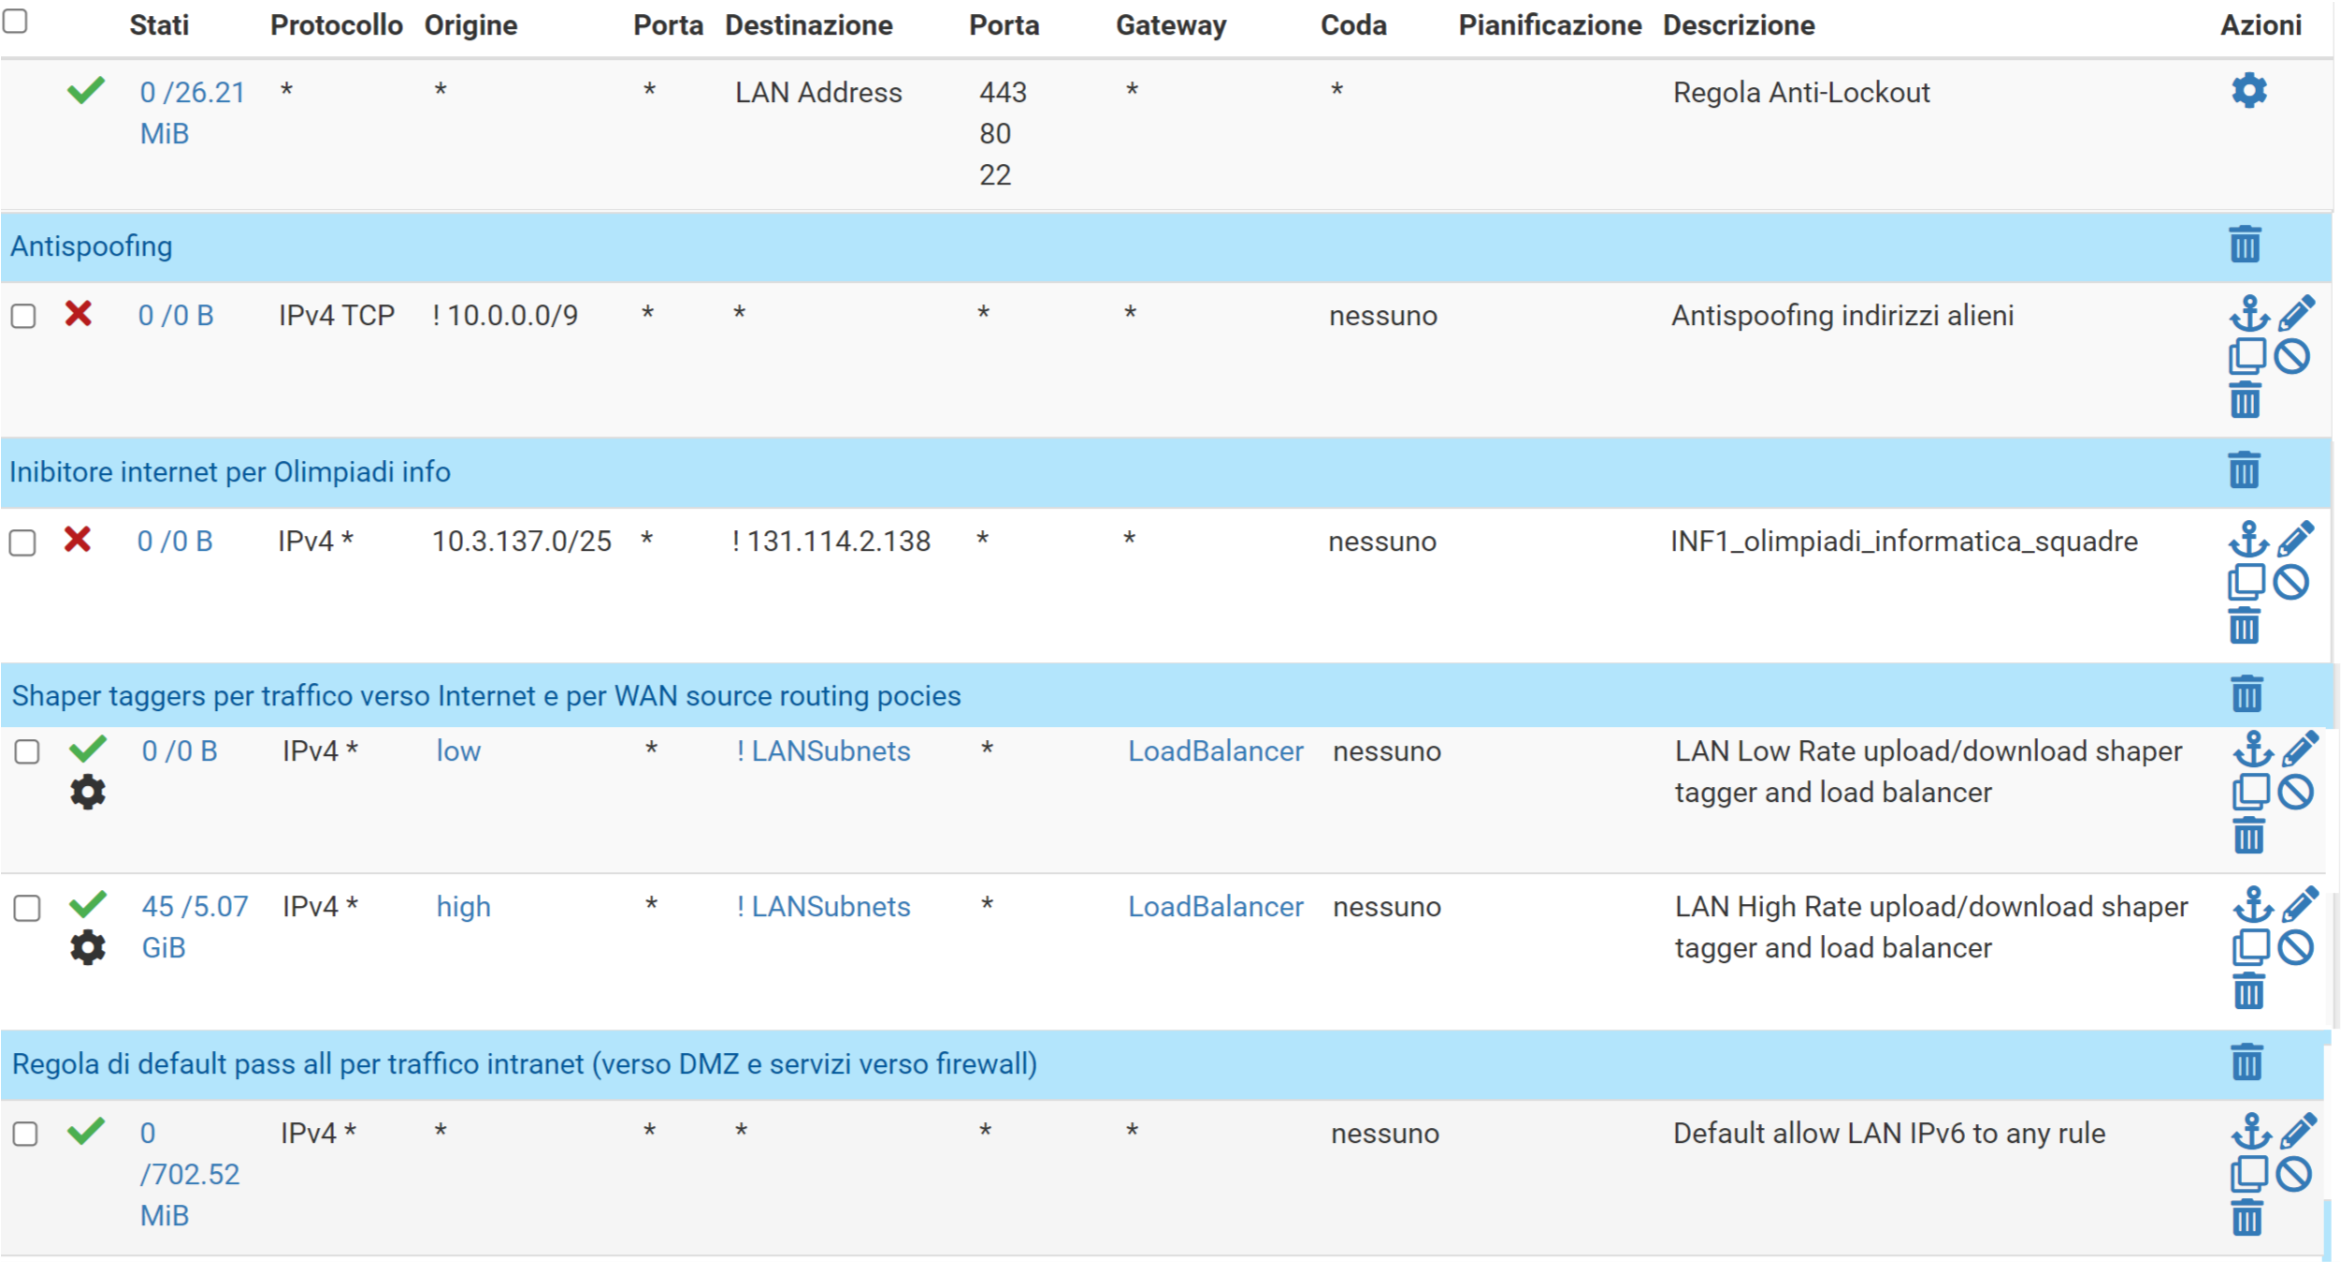 Stati Protocollo Origine Porta Destinazione Porta Gateway Coda Pianificazione Descrizione Azioni
0 /26.21 * * * LAN Address 443 * * Regola Anti-Lockout
MiB 80
22
Antispoofing
0 /0 B IPv4 TCP ! 10.0.0.0/9 * * * * nessuno Antispoofing indirizzi alieni
Inibitore internet per Olimpiadi info
0 /0 B IPv4 * 10.3.137.0/25 * ! 131.114.2.138 * * nessuno INF1_olimpiadi_informatica_squadre
Shaper taggers per traffico verso Internet e per WAN source routing pocies
0 /0 B IPv4 * low * ! LANSubnets * LoadBalancer nessuno LAN Low Rate upload/download shaper
tagger and load balancer
45 /5.07 IPv4 * high * ! LANSubnets * LoadBalancer nessuno LAN High Rate upload/download shaper
GiB tagger and load balancer
Regola di default pass all per traffico intranet (verso DMZ e servizi verso firewall)
0 IPv4 * * * * * * nessuno Default allow LAN IPv6 to any rule
/702.52
MiB